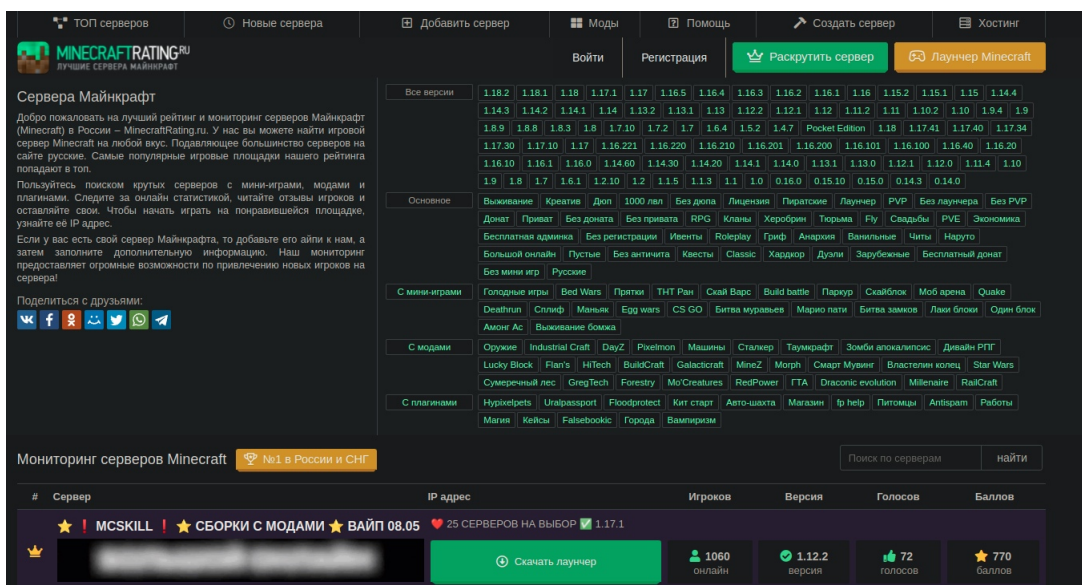 ТОП серверов Новые сервера Добавить сервер Моды Помощь Создать сервер Хостинг
MINECRAFTRATING RU
ЛУЧШИЕ СЕРВЕРА МАЙНКРАФТ
Войти Регистрация Раскрутить сервер Лаунчер Minecraft
Сервера Майнкрафт
Добро пожаловать на лучший рейтинг и мониторинг серверов Майнкрафт
(Minecraft) в России – MinecraftRating.ru. У нас вы можете найти игровой
сервер Minecraft на любой вкус. Подавляющее большинство серверов на
сайте русские. Самые популярные игровые площадки нашего рейтинга
попадают в топ.
Пользуйтесь поиском крутых серверов с мини-играми, модами и
плагинами. Следите за онлайн статистикой, читайте отзывы игроков и
оставляйте свои. Чтобы начать играть на понравившейся площадке,
узнайте её IP адрес.
Если у вас есть свой сервер Майнкрафта, то добавьте его айпи к нам, а
затем заполните дополнительную информацию. Наш мониторинг
предоставляет огромные возможности по привлечению новых игроков на
сервера!
Поделиться с друзьями:
Все версии 1.18.2 1.18.1 1.18 1.17.1 1.17 1.16.5 1.16.4 1.16.3 1.16.2 1.16.1 1.16 1.15.2 1.15.1 1.15 1.14.4
1.14.3 1.14.2 1.14.1 1.14 1.13.2 1.13.1 1.13 1.12.2 1.12.1 1.12 1.11.2 1.11 1.10.2 1.10 1.9.4 1.9
1.8.9 1.8.8 1.8.3 1.8 1.7.10 1.7.2 1.7 1.6.4 1.5.2 1.4.7 Pocket Edition 1.18 1.17.41 1.17.40 1.17.34
1.17.30 1.17.10 1.17 1.16.221 1.16.220 1.16.210 1.16.201 1.16.200 1.16.101 1.16.100 1.16.40 1.16.20
1.16.10 1.16.1 1.16.0 1.14.60 1.14.30 1.14.20 1.14.1 1.14.0 1.13.1 1.13.0 1.12.1 1.12.0 1.11.4 1.10
1.9 1.8 1.7 1.6.1 1.2.10 1.2 1.1.5 1.1.3 1.1 1.0 0.16.0 0.15.10 0.15.0 0.14.3 0.14.0
Основное Выживание Креатив Дюп 1000 лвл Без дюпа Лицензия Пиратские Лаунчер PVP Без лаунчера Без PVP
Донат Приват Без доната Без привата RPG Кланы Херобрин Тюрьма Fly Свадьбы PVE Экономика
Бесплатная админка Без регистрации Ивенты Roleplay Гриф Анархия Ванильные Читы Наруто
Большой онлайн Пустые Без античита Квесты Classic Хардкор Дуэли Зарубежные Бесплатный донат
Без мини игр Русские
С мини-играми Голодные игры Bed Wars Прятки ТНТ Ран Скай Варс Build battle Паркур Скайблок Моб арена Quake
Deathrun Сплиф Маньяк Egg wars CS GO Битва муравьев Марио пати Битва замков Лаки блоки Один блок
Амонг Ас Выживание бомжа
С модами Оружие Industrial Craft DayZ Pixelmon Машины Сталкер Таумкрафт Зомби апокалипсис Дивайн РПГ
Lucky Block Flan's HiTech BuildCraft Galacticraft MineZ Morph Смарт Мувинг Властелин колец Star Wars
Сумеречный лес GregTech Forestry Mo'Creatures RedPower ГТА Draconic evolution Millenaire RailCraft
С плагинами Hypixelpets Uralpassport Floodprotect Кит старт Авто-шахта Магазин fp help Питомцы Antispam Работы
Магия Кейсы Falsebookic Города Вампиризм
Мониторинг серверов Minecraft №1 в России и СНГ Поиск по серверам найти
# Сервер IP адрес Игроков Версия Голосов Баллов
⭐❗ MCSKILL ❗⭐ СБОРКИ С МОДАМИ ⭐ ВАЙП 08.05 ❤️ 25 СЕРВЕРОВ НА ВЫБОР ✅ 1.17.1
Скачать лаунчер 1060 1.12.2 72 770
онлайн версия голосов баллов